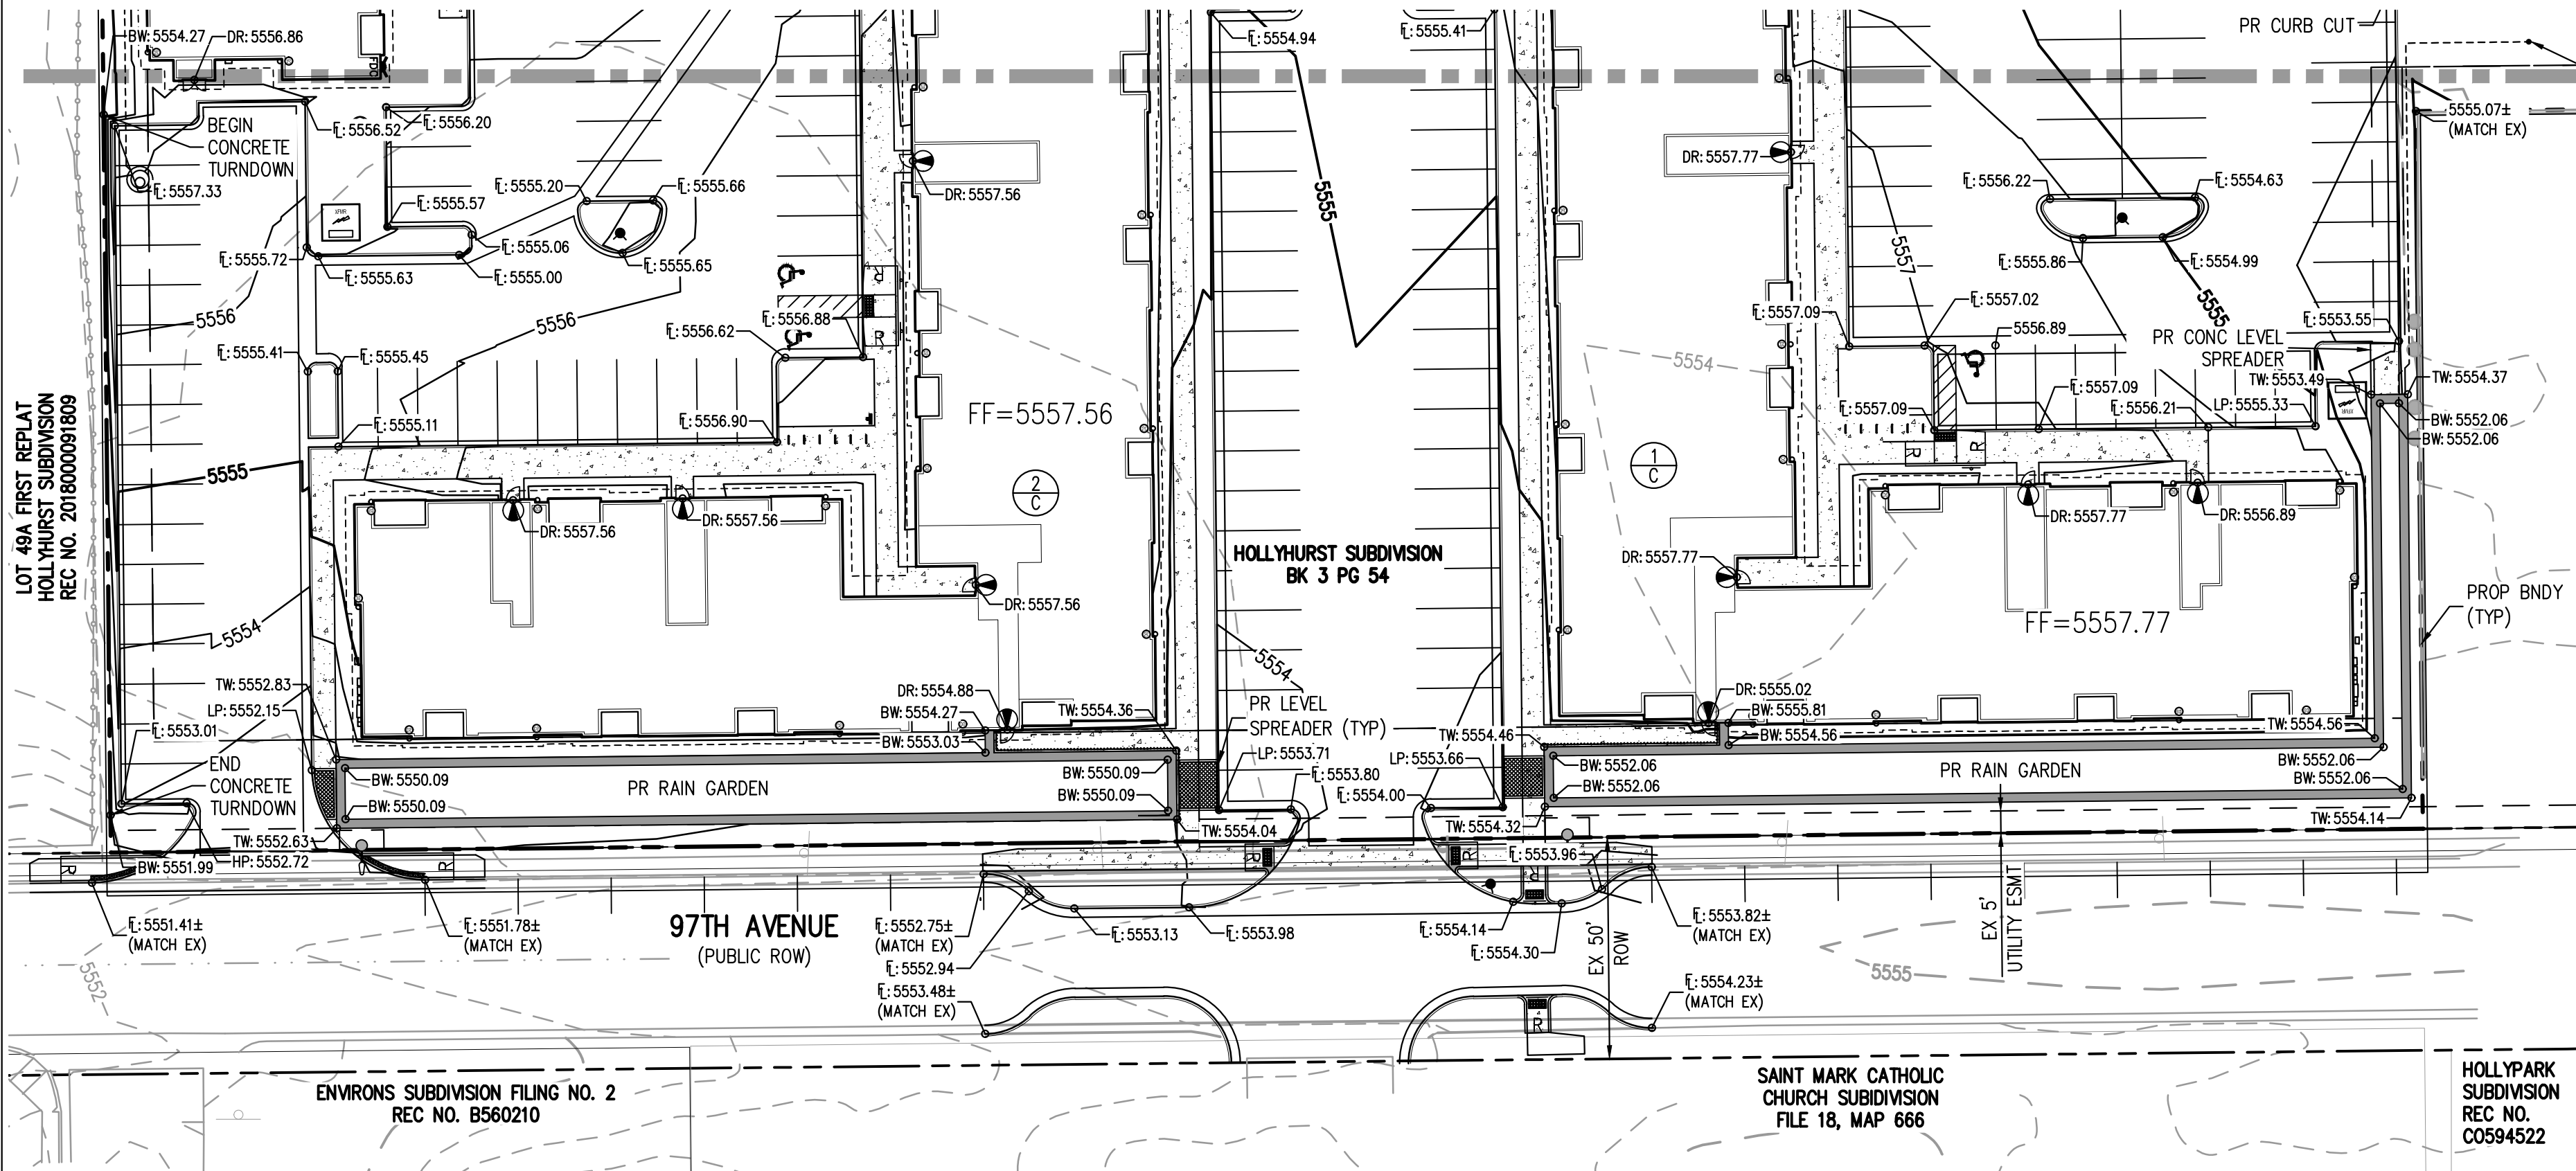 BW: 5554.27
DR: 5556.86
FL: 5554.94
FL: 5555.41
PR CURB CUT
FDC
BEGIN
CONCRETE
TURNDOWN
FL: 5556.52
FL: 5556.20
5555.07±
(MATCH EX)
FL: 5557.33
FL: 5555.20
FL: 5555.66
DR: 5557.56
DR: 5557.77
FL: 5556.22
FL: 5554.63
XFMR
FL: 5555.57
FL: 5555.06
FL: 5555.72
FL: 5555.63
FL: 5555.00
FL: 5555.65
5555
5557
FL: 5555.86
FL: 5554.99
R
R
5556
5556
FL: 5556.62
FL: 5556.88
FL: 5557.09
FL: 5557.02
5556.89
5555
FL: 5553.55
PR CONC LEVEL
SPREADER
FL: 5555.41
FL: 5555.45
5554
TW: 5553.49
TW: 5554.37
XFMR
FL: 5555.11
FL: 5556.90
FF=5557.56
FL: 5557.09
FL: 5557.09
FL: 5556.21
LP: 5555.33
BW: 5552.06
BW: 5552.06
R
R
LOT 49A FIRST REPLAT
HOLLYHURST SUBDIVISION
REC NO. 2018000091809
5555
2
C
1
C
DR: 5557.56
DR: 5557.56
DR: 5557.77
DR: 5556.89
HOLLYHURST SUBDIVISION
BK 3 PG 54
DR: 5557.77
DR: 5557.56
PROP BNDY
(TYP)
FF=5557.77
5554
5554
TW: 5552.83
LP: 5552.15
FL: 5553.01
DR: 5554.88
BW: 5554.27
TW: 5554.36
BW: 5553.03
PR LEVEL
SPREADER (TYP)
DR: 5555.02
BW: 5555.81
BW: 5554.56
TW: 5554.46
TW: 5554.56
END
CONCRETE
TURNDOWN
BW: 5550.09
BW: 5550.09
PR RAIN GARDEN
BW: 5550.09
BW: 5550.09
LP: 5553.71
FL: 5553.80
LP: 5553.66
FL: 5554.00
BW: 5552.06
BW: 5552.06
PR RAIN GARDEN
BW: 5552.06
BW: 5552.06
TW: 5552.63
HP: 5552.72
BW: 5551.99
TW: 5554.04
TW: 5554.32
TW: 5554.14
FL: 5553.96
R
R
R
R
R
FL: 5551.41±
(MATCH EX)
FL: 5551.78±
(MATCH EX)
97TH AVENUE
(PUBLIC ROW)
FL: 5552.75±
(MATCH EX)
FL: 5552.94
FL: 5553.13
FL: 5553.98
FL: 5554.14
FL: 5554.30
FL: 5553.82±
(MATCH EX)
EX 50'
ROW
EX 5'
UTILITY ESMT
5552
5555
FL: 5553.48±
(MATCH EX)
FL: 5554.23±
(MATCH EX)
R
ENVIRONS SUBDIVISION FILING NO. 2
REC NO. B560210
SAINT MARK CATHOLIC
CHURCH SUBIDIVISION
FILE 18, MAP 666
HOLLYPARK
SUBDIVISION
REC NO.
C0594522